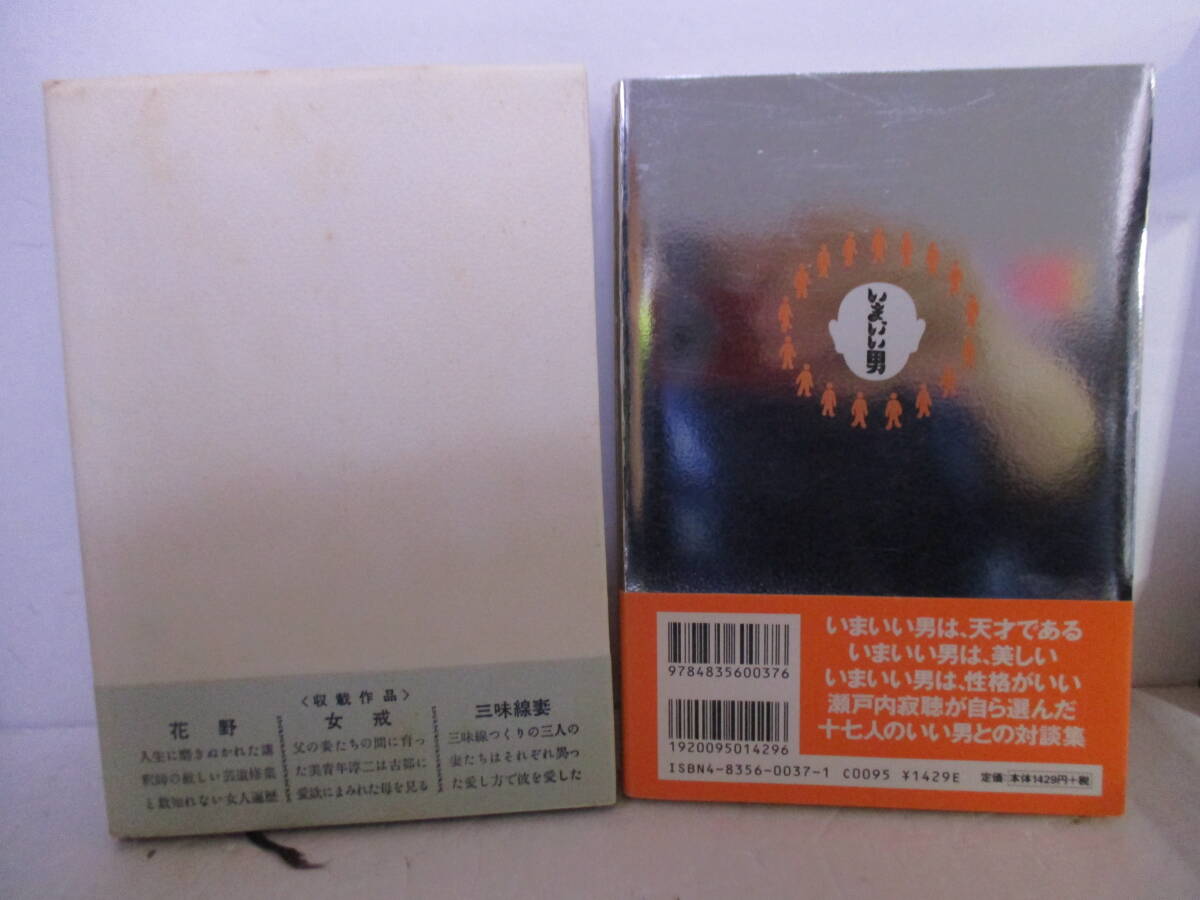 〈収載作品〉
花野
人生に磨きぬかれた講
釈師の厳しい芸道修業
と数知れない女人遍歴
女戒
父の妾たちの間に育っ
た美青年淳二は古都に
愛欲にまみれた母を見る
三味線妻
三味線つくりの三人の
妻たちはそれぞれ異っ
た愛し方で彼を愛した
いまいい男
9784835600376
1920095014296
ISBN4-8356-0037-1 C0095 ¥1429E
いまいい男は、天才である
いまいい男は、美しい
いまいい男は、性格がいい
瀬戸内寂聴が自ら選んだ
十七人のいい男との対談集
定価:本体1429円+税